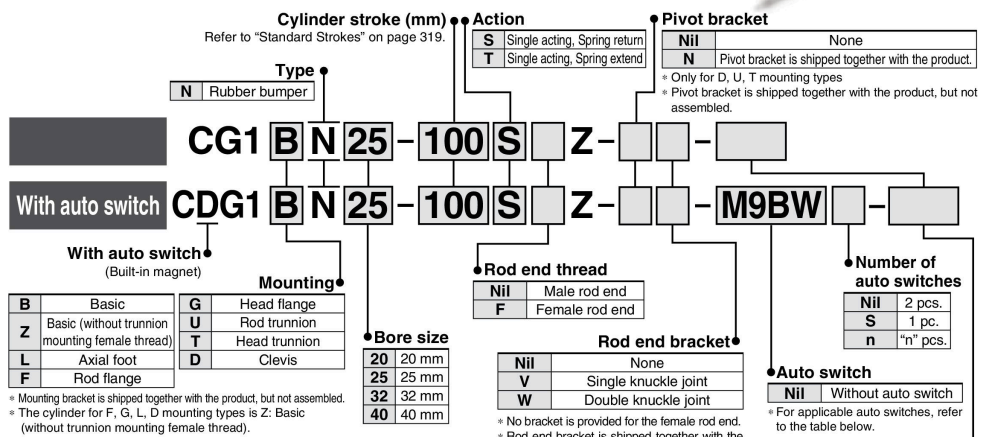 Cylinder stroke (mm)
Refer to “Standard Strokes” on page 319.
Action
S Single acting, Spring return
T Single acting, Spring extend
Pivot bracket
Nil None
N Pivot bracket is shipped together with the product.
* Only for D, U, T mounting types
* Pivot bracket is shipped together with the product, but not
assembled.
Type
N Rubber bumper
CG1 B N 25 – 100 S Z –  –
With auto switch CDG1 B N 25 – 100 S Z –  – M9BW –
With auto switch
(Built-in magnet)
Mounting
B Basic
Z Basic (without trunnion
mounting female thread)
L Axial foot
F Rod flange
G Head flange
U Rod trunnion
T Head trunnion
D Clevis
* Mounting bracket is shipped together with the product, but not assembled.
* The cylinder for F, G, L, D mounting types is Z: Basic
(without trunnion mounting female thread).
Bore size
20 20 mm
25 25 mm
32 32 mm
40 40 mm
Rod end thread
Nil Male rod end
F Female rod end
Rod end bracket
Nil None
V Single knuckle joint
W Double knuckle joint
* No bracket is provided for the female rod end.
* Rod end bracket is shipped together with the
Number of
auto switches
Nil 2 pcs.
S 1 pc.
n “n” pcs.
Auto switch
Nil Without auto switch
* For applicable auto switches, refer
to the table below.